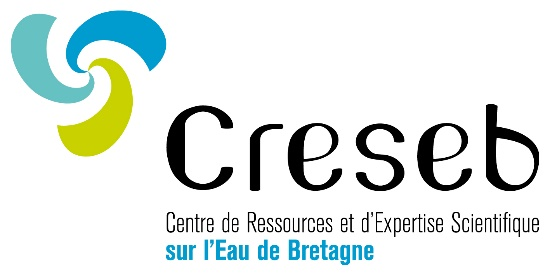 Creseb
Centre de Ressources et d'Expertise Scientifique
sur l'Eau de Bretagne